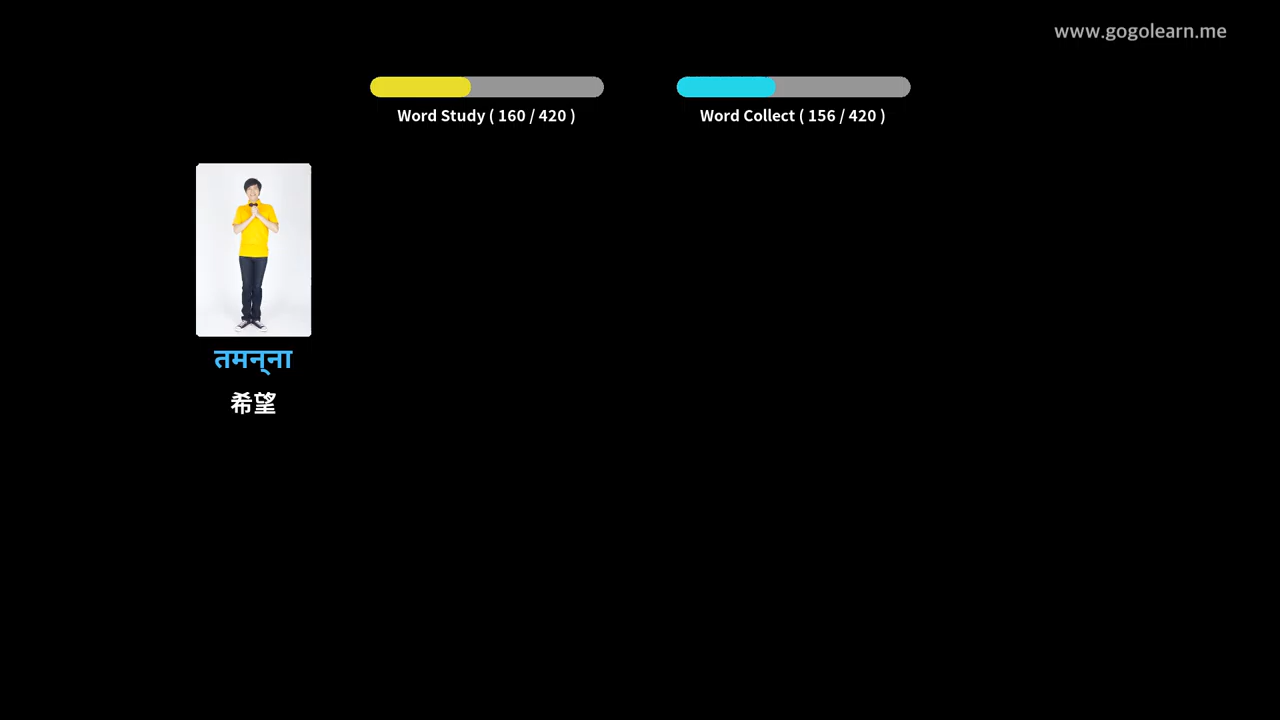 www.gogolearn.me
Word Study ( 160 / 420 )
Word Collect ( 156 / 420 )
तमन्‌ना
希望